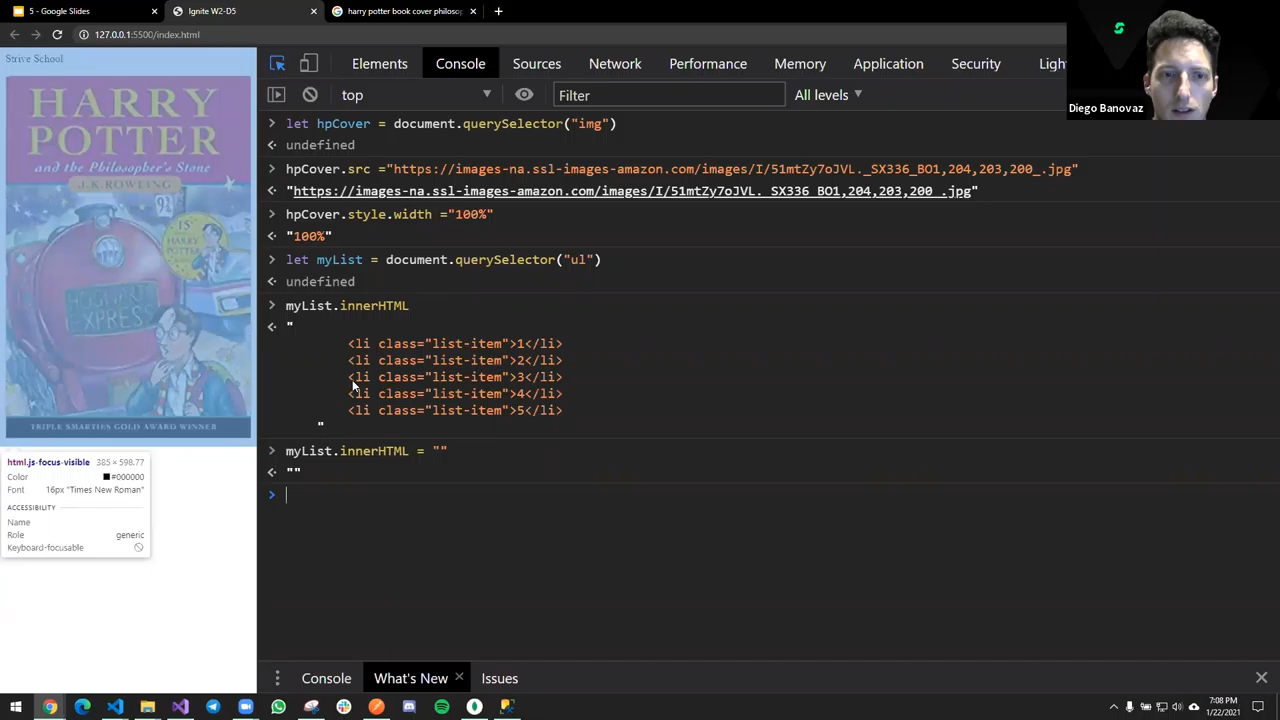 5 - Google Slides
Ignite W2-D5
harry potter book cover philosop
127.0.0.1:5500/index.html
Diego Banovaz
Strive School
HARRY
POTTER
and the Philosopher's Stone
J.K.ROWLING
9¾
15
HARRY
POTTER
HOGWARTS
EXPRESS
TRIPLE SMARTIES GOLD AWARD WINNER
html.js-focus-visible 385 × 598.77
Color #000000
Font 16px "Times New Roman"
ACCESSIBILITY
Name
Role generic
Keyboard-focusable
Elements Console Sources Network Performance Memory Application Security Ligh
top Filter All levels
> let hpCover = document.querySelector("img")
undefined
> hpCover.src ="https://images-na.ssl-images-amazon.com/images/I/51mtZy7oJVL._SX336_BO1,204,203,200_.jpg"
"https://images-na.ssl-images-amazon.com/images/I/51mtZy7oJVL._SX336_BO1,204,203,200_.jpg"
> hpCover.style.width ="100%"
"100%"
> let myList = document.querySelector("ul")
undefined
> myList.innerHTML
"
<li class="list-item">1</li>
<li class="list-item">2</li>
<li class="list-item">3</li>
<li class="list-item">4</li>
<li class="list-item">5</li>
"
> myList.innerHTML = ""
""
>
Console What's New Issues
7:08 PM
1/22/2021